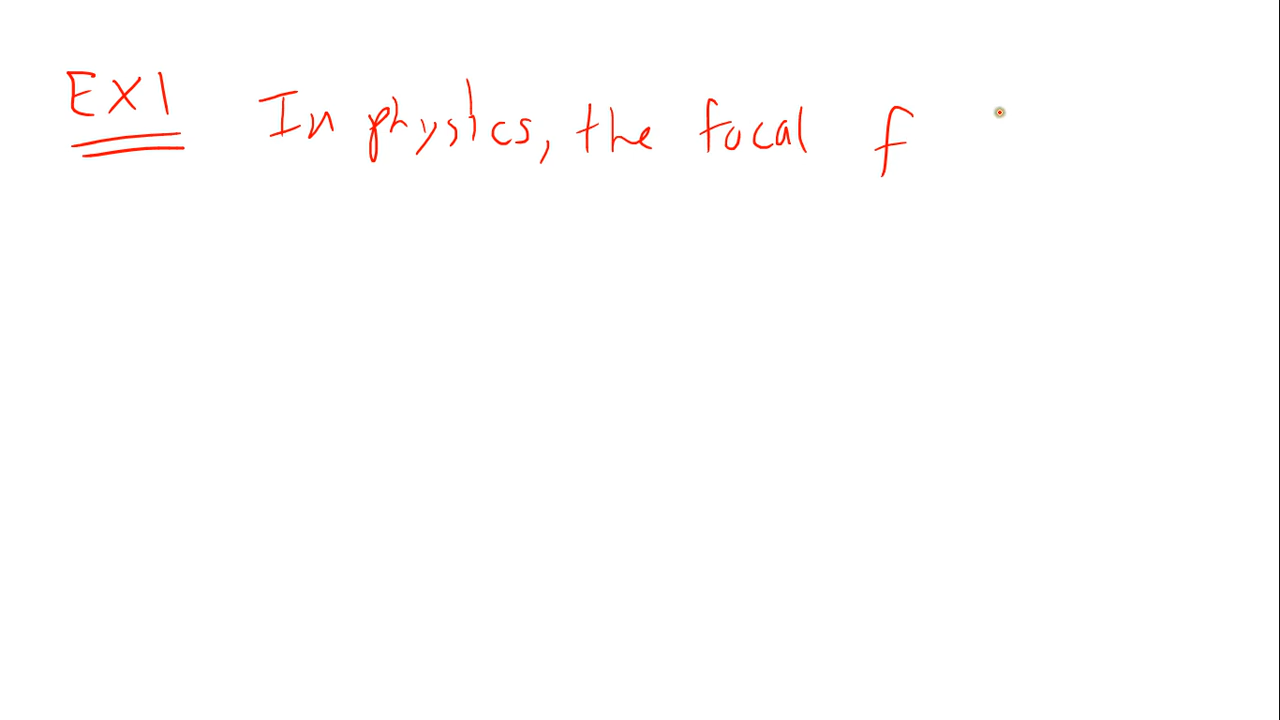 EX1 In physics, the focal f